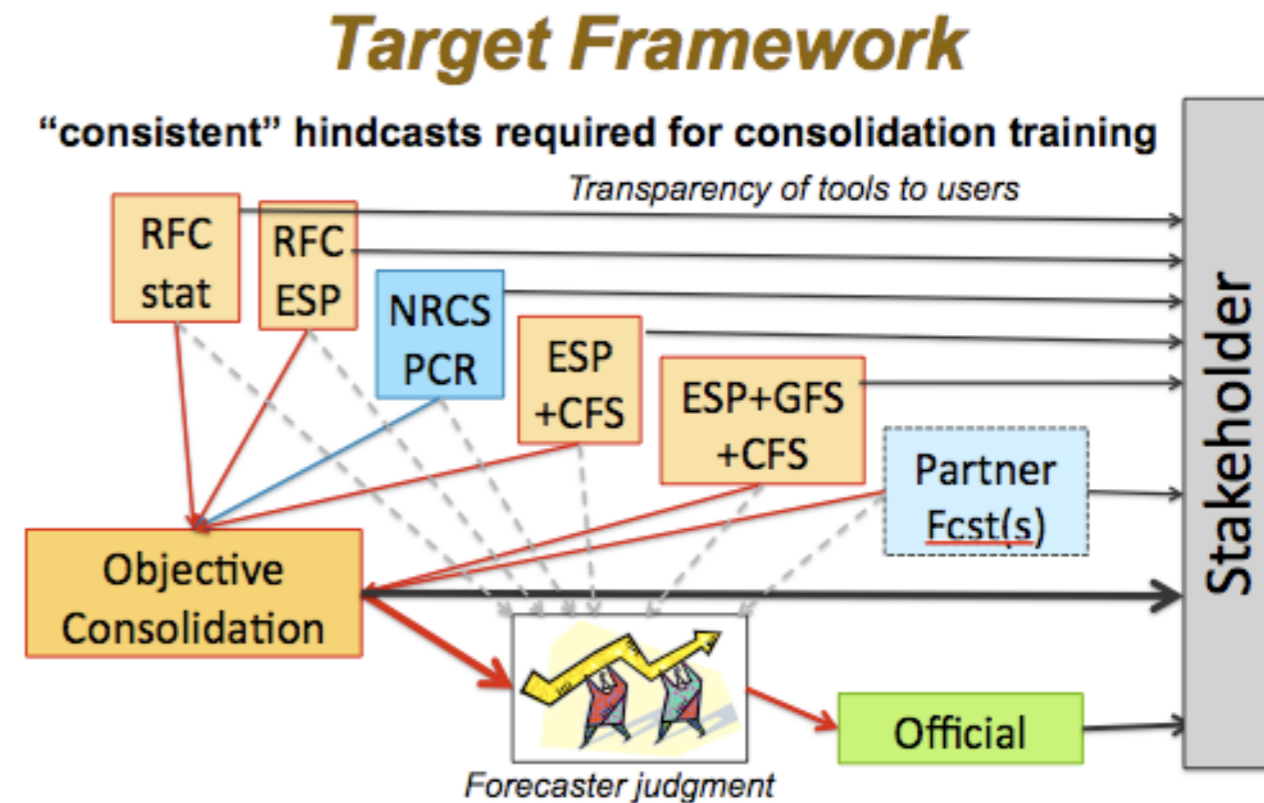 Target Framework
“consistent” hindcasts required for consolidation training
Transparency of tools to users
RFC
stat
RFC
ESP
NRCS
PCR
ESP
+CFS
ESP+GFS
+CFS
Partner
Fcst(s)
Stakeholder
Objective
Consolidation
Official
Forecaster judgment